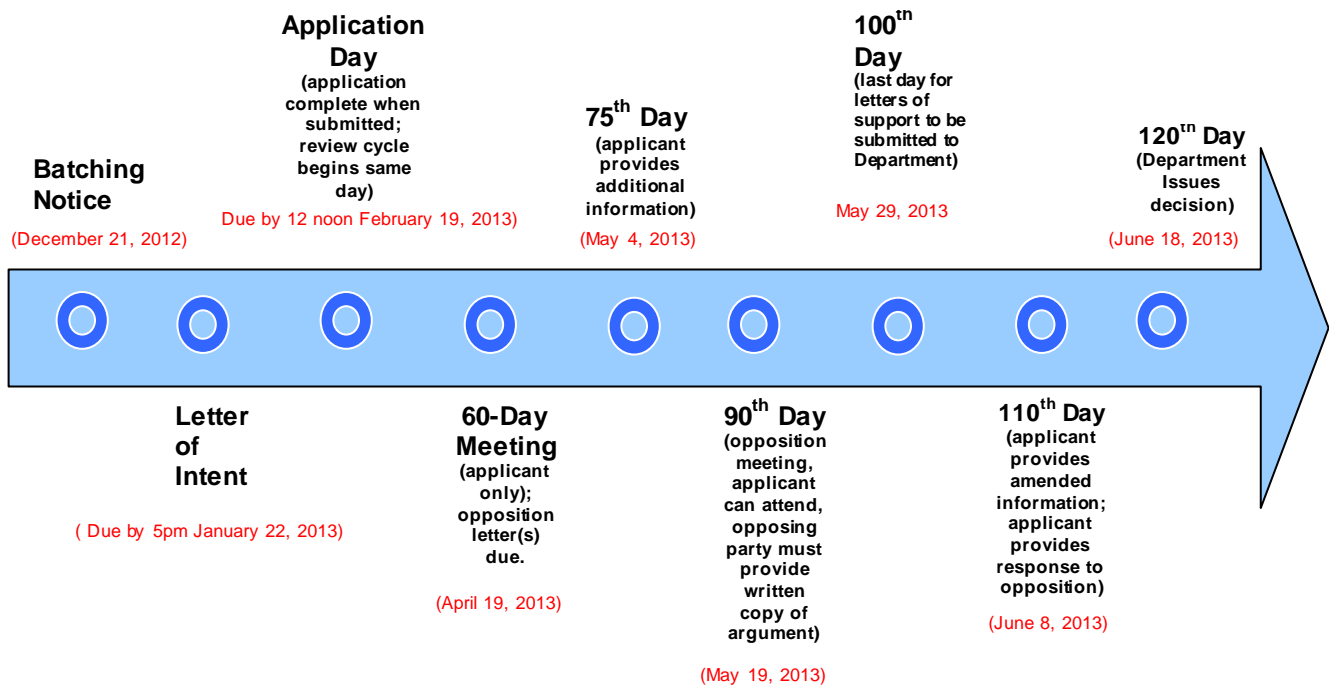 Batching
Notice
(December 21, 2012)
Letter
of
Intent
( Due by 5pm January 22, 2013)
Application
Day
(application
complete when
submitted;
review cycle
begins same
day)
Due by 12 noon February 19, 2013)
60-Day
Meeting
(applicant
only);
opposition
letter(s)
due.
(April 19, 2013)
75th Day
(applicant
provides
additional
information)
(May 4, 2013)
90th Day
(opposition
meeting,
applicant
can attend,
opposing
party must
provide
written
copy of
argument)
(May 19, 2013)
100th
Day
(last day for
letters of
support to be
submitted to
Department)
May 29, 2013
110th Day
(applicant
provides
amended
information;
applicant
provides
response to
opposition)
(June 8, 2013)
120th Day
(Department
Issues
decision)
(June 18, 2013)